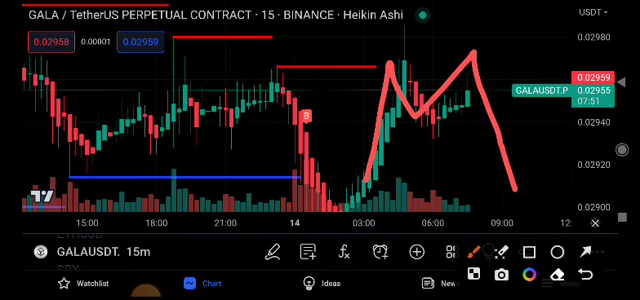 GALA / TetherUS PERPETUAL CONTRACT · 15 · BINANCE · Heikin Ashi
USDT
0.02958
0.00001
0.02959
0.02980
0.02959
GALAUSDT.P
0.02955
07:51
0.02940
0.02920
0.02900
B
15:00
18:00
21:00
14
03:00
06:00
09:00
12:
GALAUSDT.
15m
Watchlist
Chart
Ideas
New
Menu